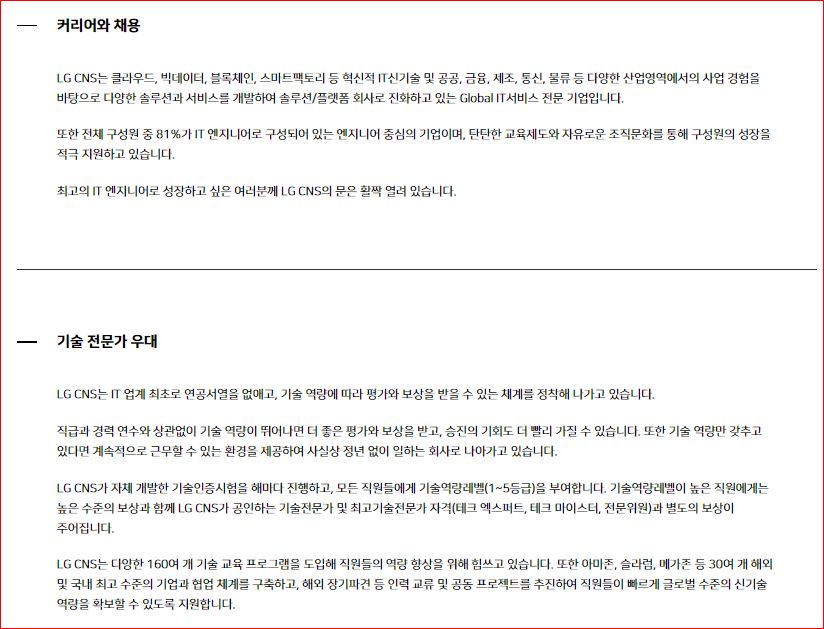 커리어와 채용
LG CNS는 클라우드, 빅데이터, 블록체인, 스마트팩토리 등 혁신적 IT신기술 및 공공, 금융, 제조, 통신, 물류 등 다양한 산업영역에서의 사업 경험을
바탕으로 다양한 솔루션과 서비스를 개발하여 솔루션/플랫폼 회사로 진화하고 있는 Global IT서비스 전문 기업입니다.
또한 전체 구성원 중 81%가 IT 엔지니어로 구성되어 있는 엔지니어 중심의 기업이며, 탄탄한 교육제도와 자유로운 조직문화를 통해 구성원의 성장을
적극 지원하고 있습니다.
최고의 IT 엔지니어로 성장하고 싶은 여러분께 LG CNS의 문은 활짝 열려 있습니다.
기술 전문가 우대
LG CNS는 IT 업계 최초로 연공서열을 없애고, 기술 역량에 따라 평가와 보상을 받을 수 있는 체계를 정착해 나가고 있습니다.
직급과 경력 연수와 상관없이 기술 역량이 뛰어나면 더 좋은 평가와 보상을 받고, 승진의 기회도 더 빨리 가질 수 있습니다. 또한 기술 역량만 갖추고
있다면 계속적으로 근무할 수 있는 환경을 제공하여 사실상 정년 없이 일하는 회사로 나아가고 있습니다.
LG CNS가 자체 개발한 기술인증시험을 해마다 진행하고, 모든 직원들에게 기술역량레벨(1~5등급)을 부여합니다. 기술역량레벨이 높은 직원에게는
높은 수준의 보상과 함께 LG CNS가 공인하는 기술전문가 및 최고기술전문가 자격(테크 엑스퍼트, 테크 마이스터, 전문위원)과 별도의 보상이
주어집니다.
LG CNS는 다양한 160여 개 기술 교육 프로그램을 도입해 직원들의 역량 향상을 위해 힘쓰고 있습니다. 또한 아마존, 슬라럼, 메가존 등 30여 개 해외
및 국내 최고 수준의 기업과 협업 체계를 구축하고, 해외 장기파견 등 인력 교류 및 공동 프로젝트를 추진하여 직원들이 빠르게 글로벌 수준의 신기술
역량을 확보할 수 있도록 지원합니다.